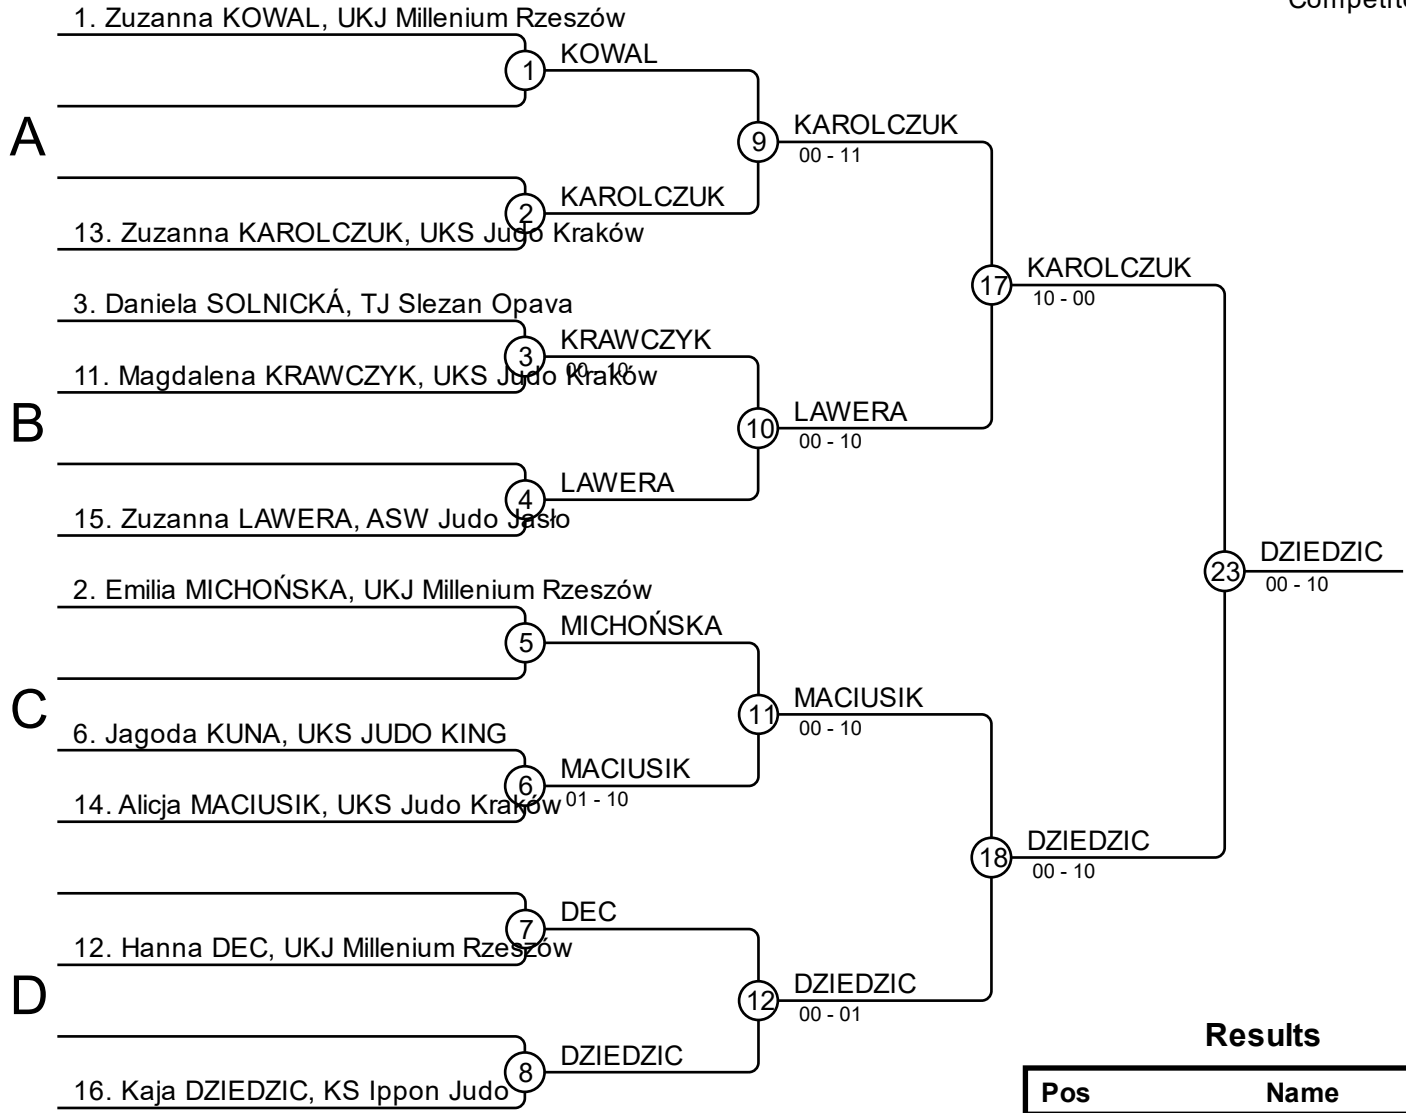 Competit
1. Zuzanna KOWAL, UKJ Millenium Rzeszów
1
KOWAL
A
9
KAROLCZUK
00 - 11
2
KAROLCZUK
13. Zuzanna KAROLCZUK, UKS Judo Kraków
17
KAROLCZUK
10 - 00
3. Daniela SOLNICKÁ, TJ Slezan Opava
3
KRAWCZYK
00 - 10
11. Magdalena KRAWCZYK, UKS Judo Kraków
B
10
LAWERA
00 - 10
4
LAWERA
15. Zuzanna LAWERA, ASW Judo Jasło
23
DZIEDZIC
00 - 10
2. Emilia MICHOŃSKA, UKJ Millenium Rzeszów
5
MICHOŃSKA
C
11
MACIUSIK
00 - 10
6. Jagoda KUNA, UKS JUDO KING
6
MACIUSIK
01 - 10
14. Alicja MACIUSIK, UKS Judo Kraków
18
DZIEDZIC
00 - 10
7
DEC
12. Hanna DEC, UKJ Millenium Rzeszów
D
12
DZIEDZIC
00 - 01
8
DZIEDZIC
16. Kaja DZIEDZIC, KS Ippon Judo
Results
Pos Name